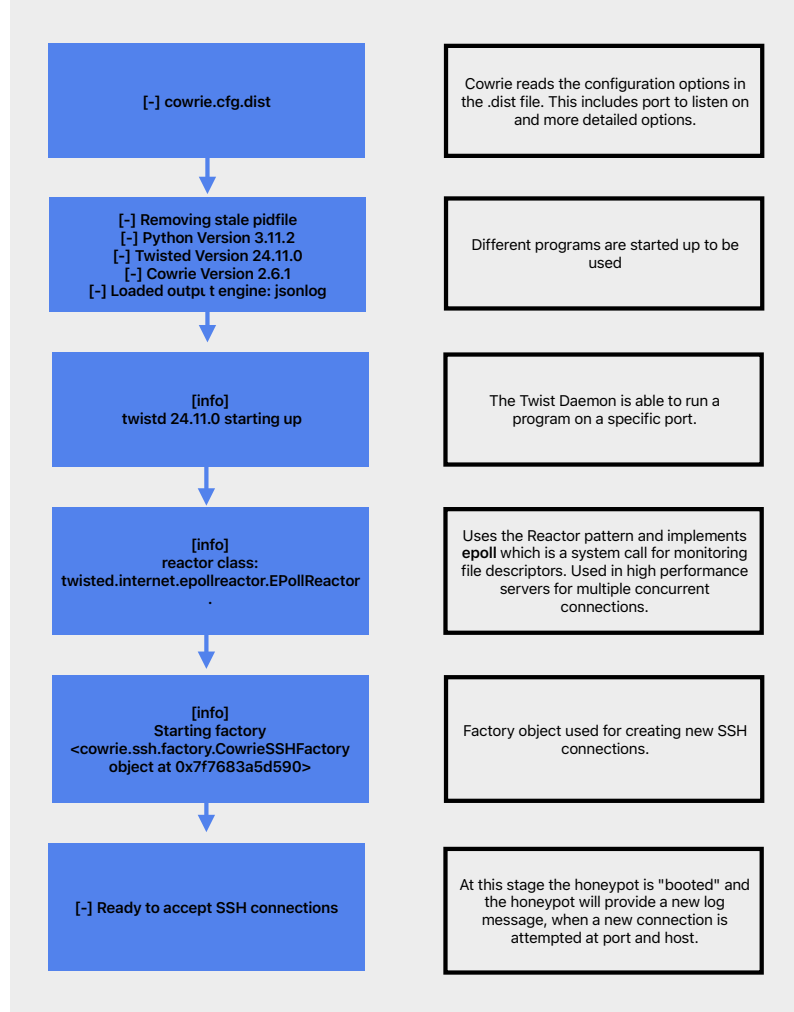 [-] cowrie.cfg.dist
Cowrie reads the configuration options in
the .dist file. This includes port to listen on
and more detailed options.
[-] Removing stale pidfile
[-] Python Version 3.11.2
[-] Twisted Version 24.11.0
[-] Cowrie Version 2.6.1
[-] Loaded output engine: jsonlog
Different programs are started up to be
used
[info]
twistd 24.11.0 starting up
The Twist Daemon is able to run a
program on a specific port.
[info]
reactor class:
twisted.internet.epollreactor.EPollReactor
.
Uses the Reactor pattern and implements
epoll which is a system call for monitoring
file descriptors. Used in high performance
servers for multiple concurrent
connections.
[info]
Starting factory
<cowrie.ssh.factory.CowrieSSHFactory
object at 0x7f7683a5d590>
Factory object used for creating new SSH
connections.
[-] Ready to accept SSH connections
At this stage the honeypot is "booted" and
the honeypot will provide a new log
message, when a new connection is
attempted at port and host.